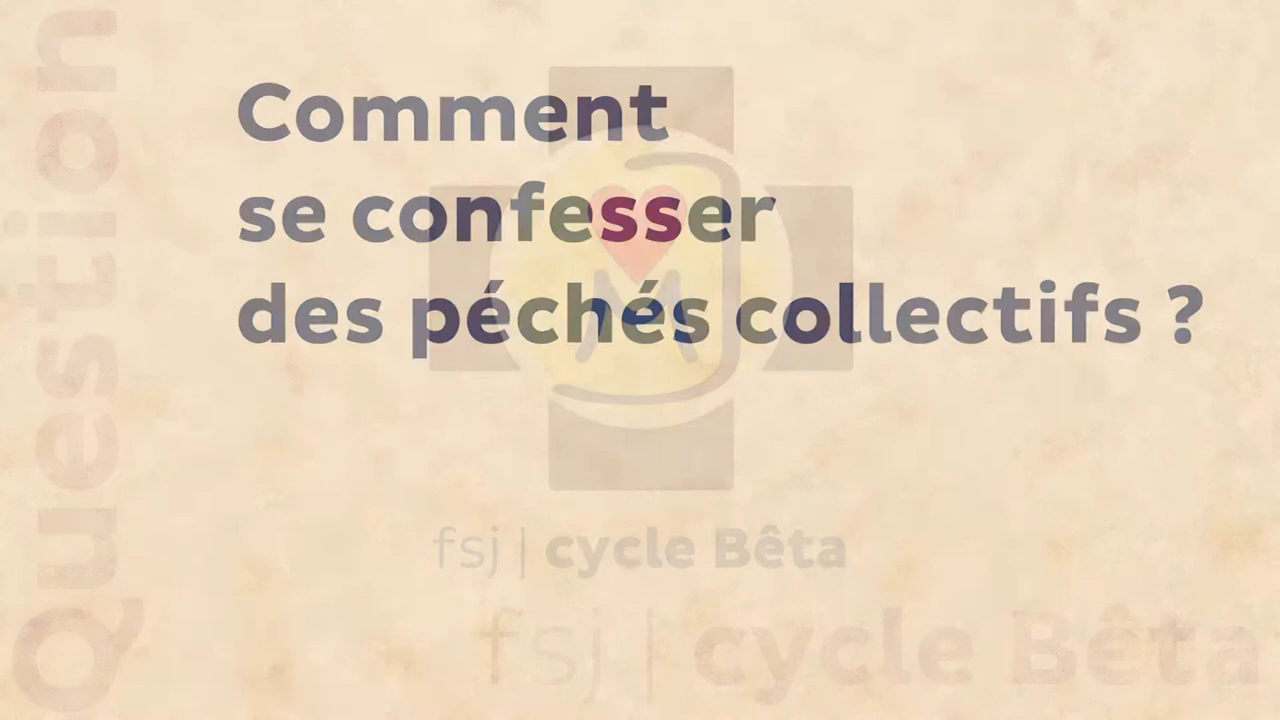 Question
Comment
se confesser
des péchés collectifs ?
M
fsj | cycle Bêta
fsj | cycle Bêta